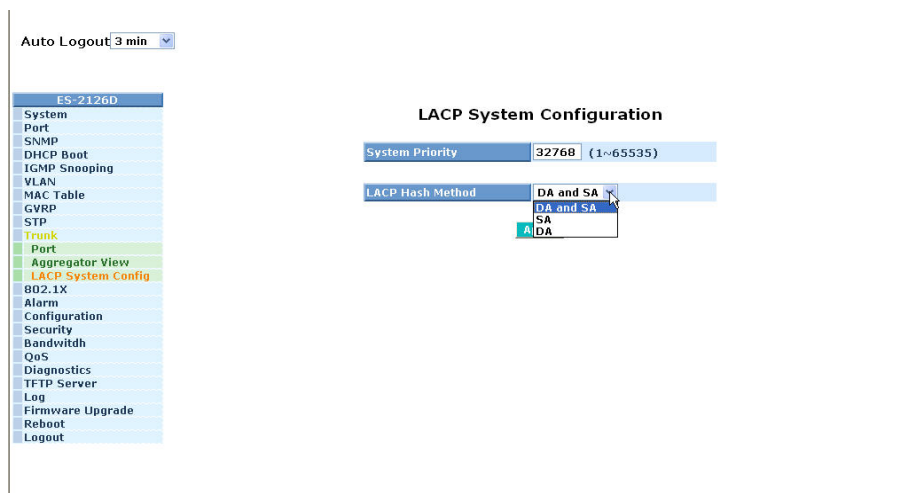 Auto Logout 3 min
ES-2126D
System
Port
SNMP
DHCP Boot
IGMP Snooping
VLAN
MAC Table
GVRP
STP
Trunk
Port
Aggregator View
LACP System Config
802.1X
Alarm
Configuration
Security
Bandwitdh
QoS
Diagnostics
TFTP Server
Log
Firmware Upgrade
Reboot
Logout
LACP System Configuration
System Priority 32768 (1~65535)
LACP Hash Method DA and SA
DA and SA
SA
DA